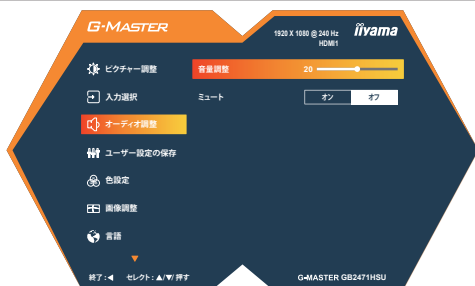 G-MASTER
1920 X 1080 @ 240 Hz
HDMI1
iiyama
ピクチャー調整
音量調整 20
入力選択
ミュート オン オフ
オーディオ調整
ユーザー設定の保存
色設定
画像調整
言語
終了:◀ セレクト:▲/▼/ 押す
G-MASTER GB2471HSU